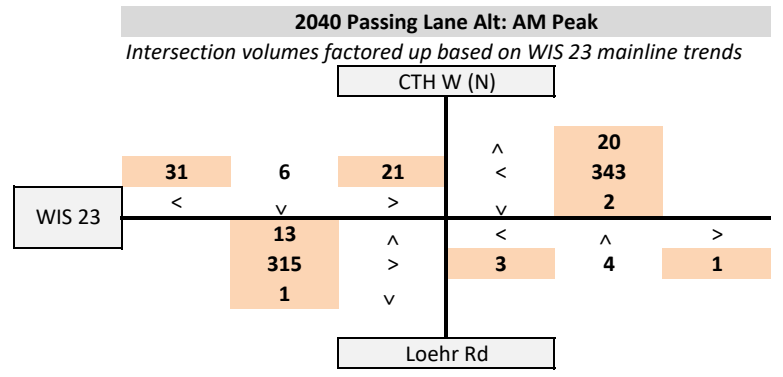 2040 Passing Lane Alt: AM Peak
Intersection volumes factored up based on WIS 23 mainline trends
CTH W (N)
^ 20
31 6 21 < 343
< v > v 2
WIS 23
13 ^ < ^ >
315 > 3 4 1
1 v
Loehr Rd